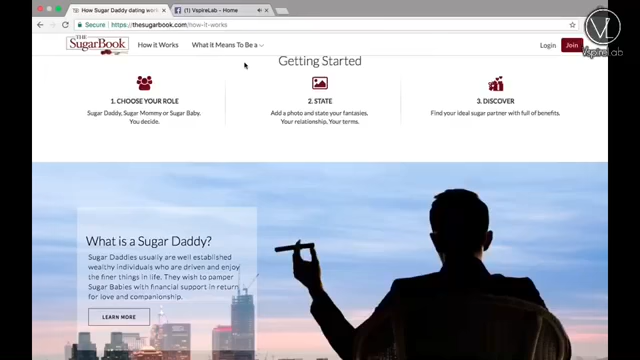 How Sugar Daddy dating work
VspireLab - Home
Secure
https://thesugarbook.com/how-it-works
THE
SugarBook
How it Works
What it Means To Be a
Login
Join
VL
VspireLab
Getting Started
1. CHOOSE YOUR ROLE
Sugar Daddy, Sugar Mommy or Sugar Baby.
You decide.
2. STATE
Add a photo and state your fantasies,
Your relationship, Your terms.
3. DISCOVER
Find your ideal sugar partner with full of benefits.
What is a Sugar Daddy?
Sugar Daddies usually are well established
wealthy individuals who are driven and enjoy
the finer things in life. They wish to pamper
Sugar Babies with financial support in return
for love and companionship.
LEARN MORE